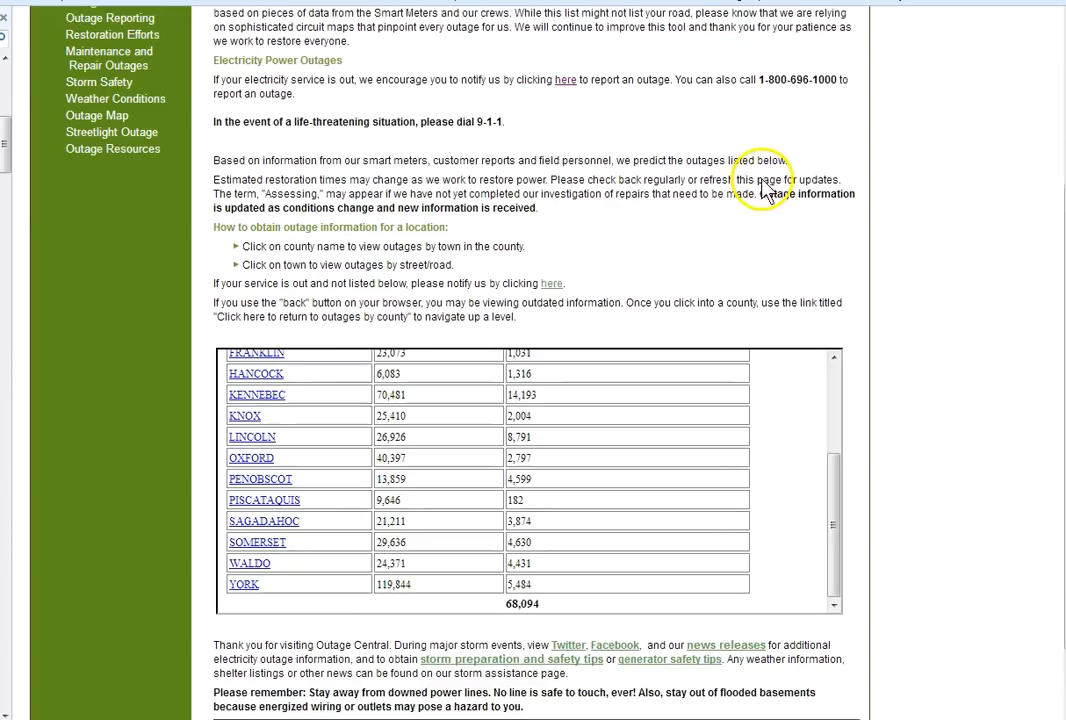 Outage Reporting
Restoration Efforts
Maintenance and
Repair Outages
Storm Safety
Weather Conditions
Outage Map
Streetlight Outage
Outage Resources
based on pieces of data from the Smart Meters and our crews. While this list might not list your road, please know that we are relying
on sophisticated circuit maps that pinpoint every outage for us. We will continue to improve this tool and thank you for your patience as
we work to restore everyone.
Electricity Power Outages
If your electricity service is out, we encourage you to notify us by clicking here to report an outage. You can also call 1-800-696-1000 to
report an outage.
In the event of a life-threatening situation, please dial 9-1-1.
Based on information from our smart meters, customer reports and field personnel, we predict the outages listed below.
Estimated restoration times may change as we work to restore power. Please check back regularly or refresh this page for updates.
The term, "Assessing," may appear if we have not yet completed our investigation of repairs that need to be made. Outage information
is updated as conditions change and new information is received.
How to obtain outage information for a location:
Click on county name to view outages by town in the county.
Click on town to view outages by street/road.
If your service is out and not listed below, please notify us by clicking here.
If you use the "back" button on your browser, you may be viewing outdated information. Once you click into a county, use the link titled
"Click here to return to outages by county" to navigate up a level.
FRANKLIN 23,073 1,031
HANCOCK 6,083 1,316
KENNEBEC 70,481 14,193
KNOX 25,410 2,004
LINCOLN 26,926 8,791
OXFORD 40,397 2,797
PENOBSCOT 13,859 4,599
PISCATAQUIS 9,646 182
SAGADAHOC 21,211 3,874
SOMERSET 29,636 4,630
WALDO 24,371 4,431
YORK 119,844 5,484
68,094
Thank you for visiting Outage Central. During major storm events, view Twitter, Facebook, and our news releases for additional
electricity outage information, and to obtain storm preparation and safety tips or generator safety tips. Any weather information,
shelter listings or other news can be found on our storm assistance page.
Please remember: Stay away from downed power lines. No line is safe to touch, ever! Also, stay out of flooded basements
because energized wiring or outlets may pose a hazard to you.